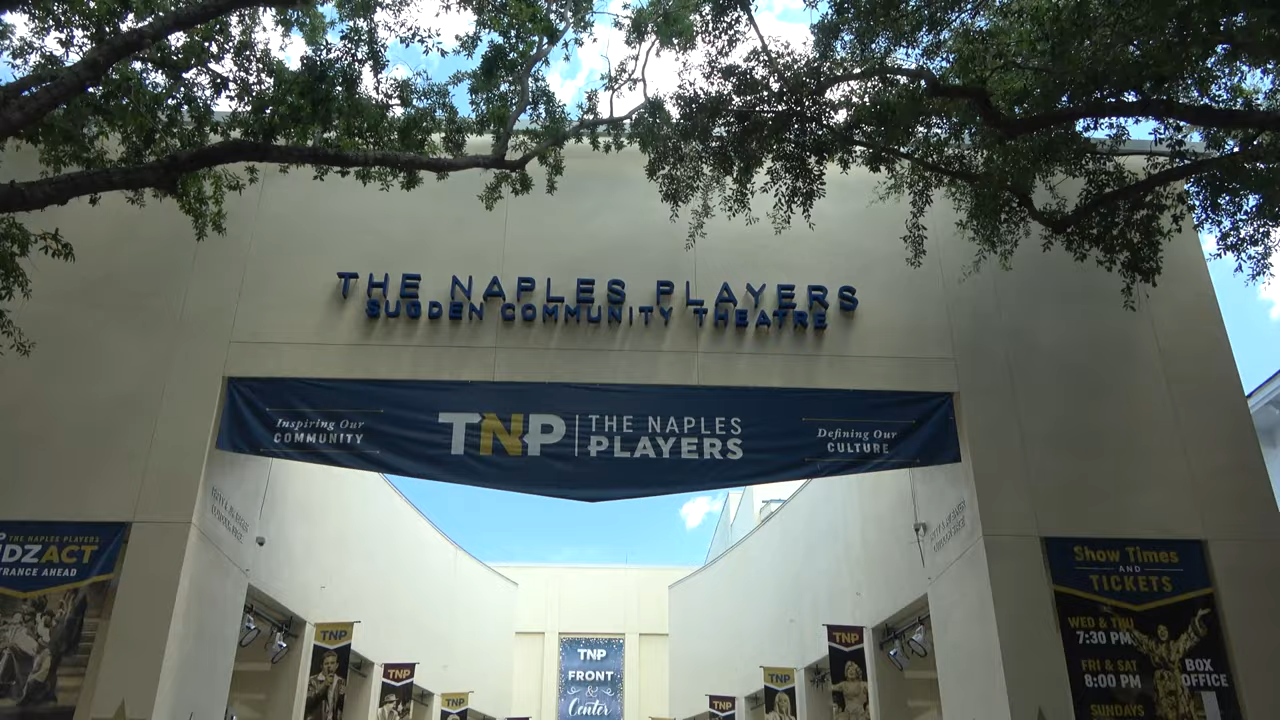 THE NAPLES PLAYERS
SUGDEN COMMUNITY THEATRE
Inspiring Our
COMMUNITY
TNP
THE NAPLES
PLAYERS
Defining Our
CULTURE
THE NAPLES PLAYERS
DZACT
TRANCE AHEAD
Show Times
AND
TICKETS
WED & THU
7:30 PM
FRI & SAT
8:00 PM
SUNDAYS
BOX
OFFICE
TNP
TNP
TNP
TNP
FRONT
&
Center
TNP
TNP
TNP